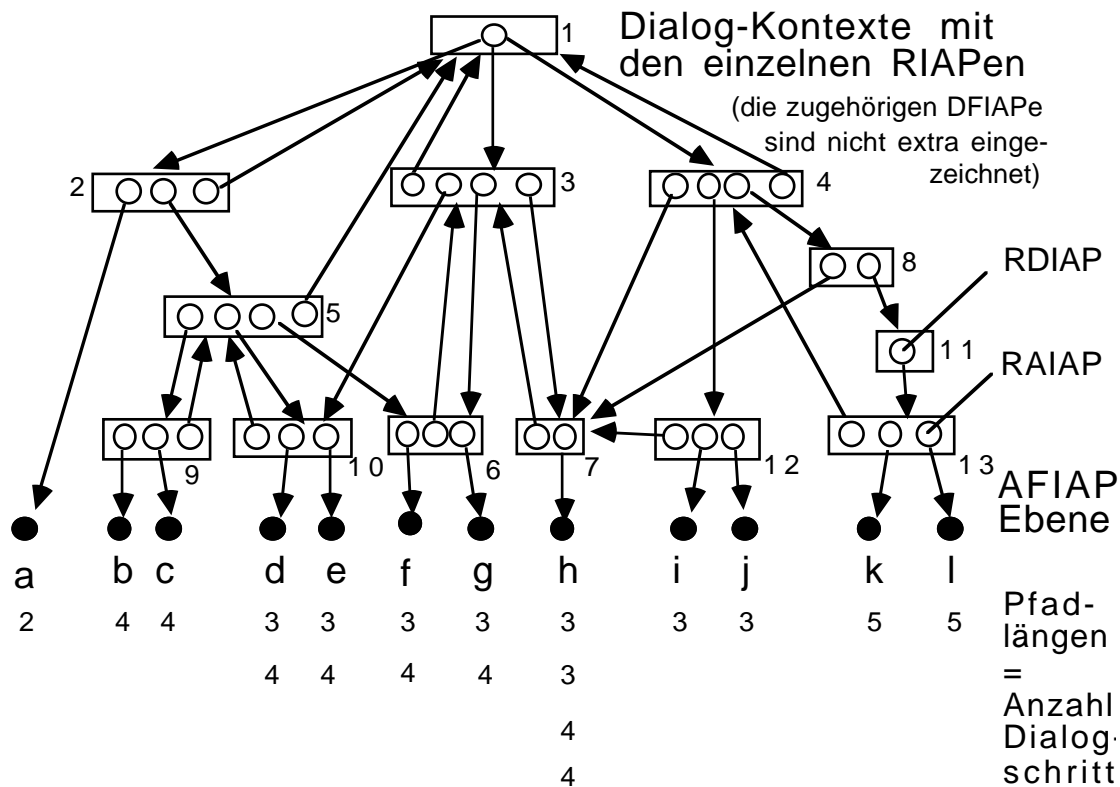 1
Dialog-Kontexte mit
den einzelnen RIAPen
(die zugehörigen DFIAPe
sind nicht extra einge-
zeichnet)
2
3
4
8
RDIAP
5
11
RAIAP
9
10
6
7
12
13
AFIAP
Ebene
a b c d e f g h i j k l
2 4 4 3 3 3 3 3 3 3 5 5
4 4 4 4 3
4
4
Pfad-
längen
=
Anzahl
Dialog-
schritt